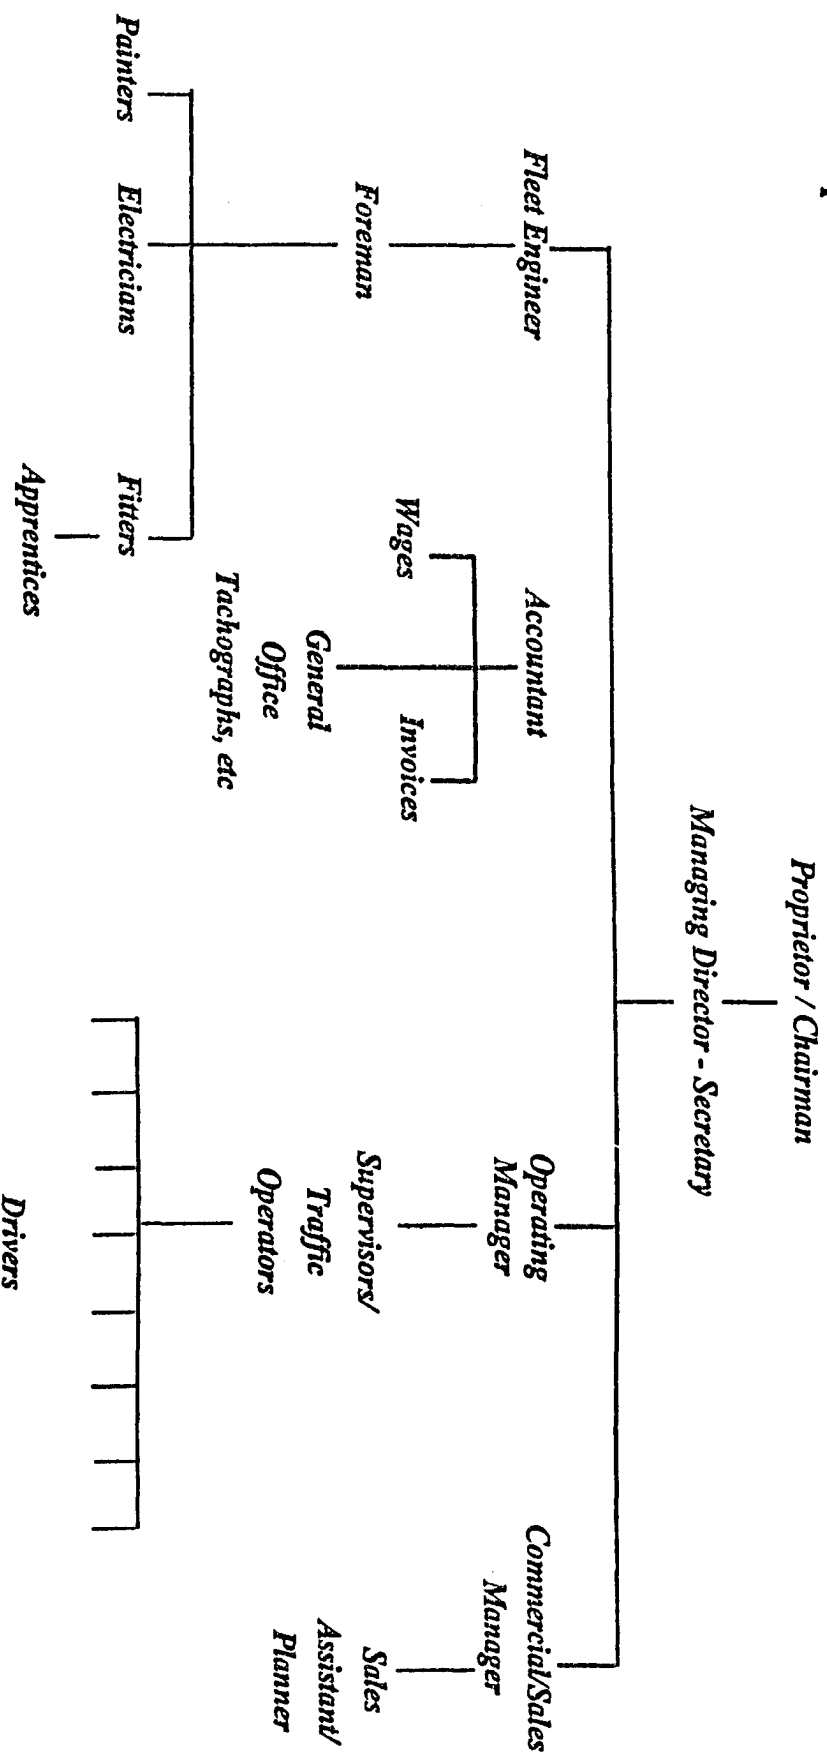 Proprietor / Chairman
Managing Director - Secretary
Fleet Engineer
Accountant
Operating
Manager
Commercial/Sales
Manager
Foreman
Wages
Invoices
General
Office
Tachographs, etc
Supervisors/
Traffic
Operators
Sales
Assistant/
Planner
Painters
Electricians
Fitters
Apprentices
Drivers